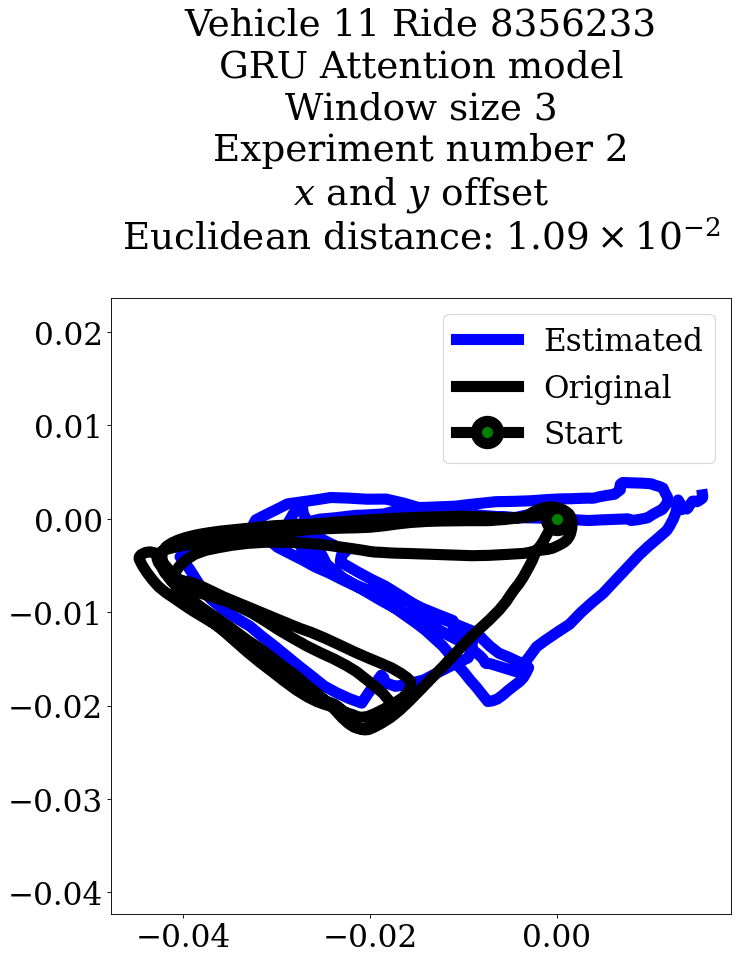 Vehicle 11 Ride 8356233
GRU Attention model
Window size 3
Experiment number 2
x and y offset
Euclidean distance: 1.09 × 10⁻²
Estimated
Original
Start
0.02
0.01
0.00
−0.01
−0.02
−0.03
−0.04
−0.04 −0.02 0.00